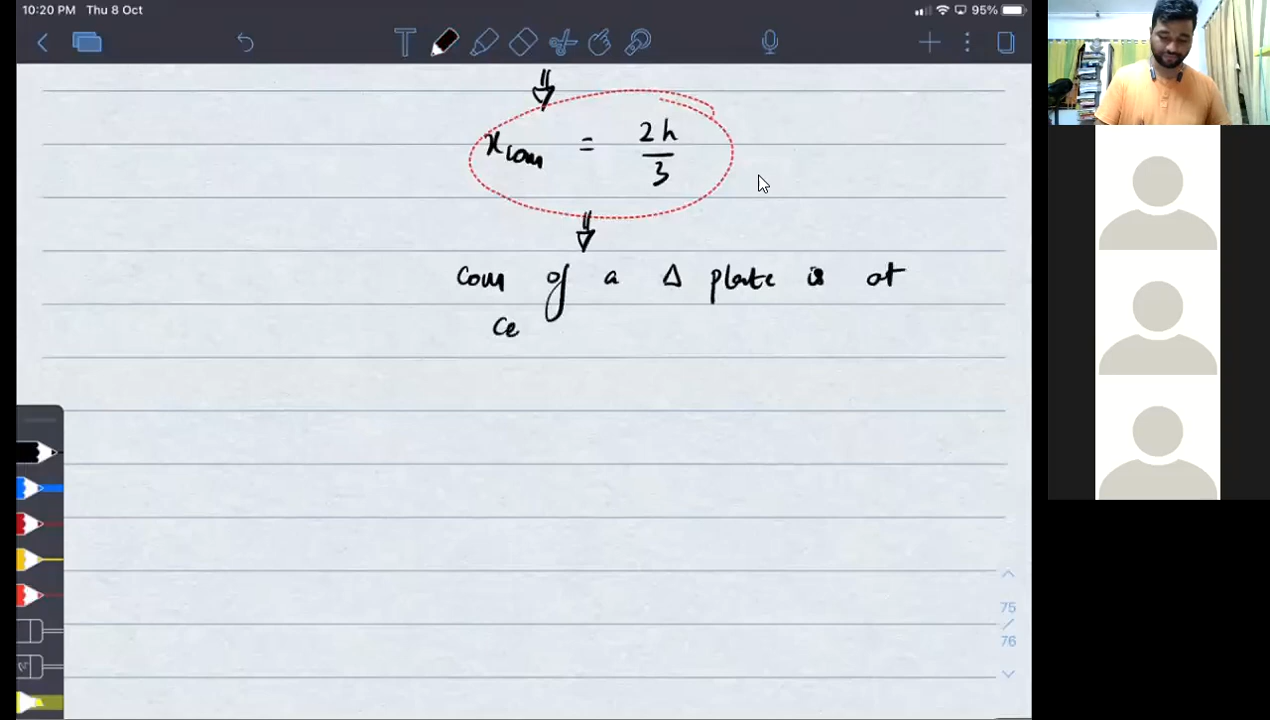 10:20 PM Thu 8 Oct
95%
T
x_com = 2h/3
Com of a Δ plate is at
Ce
75
/
76